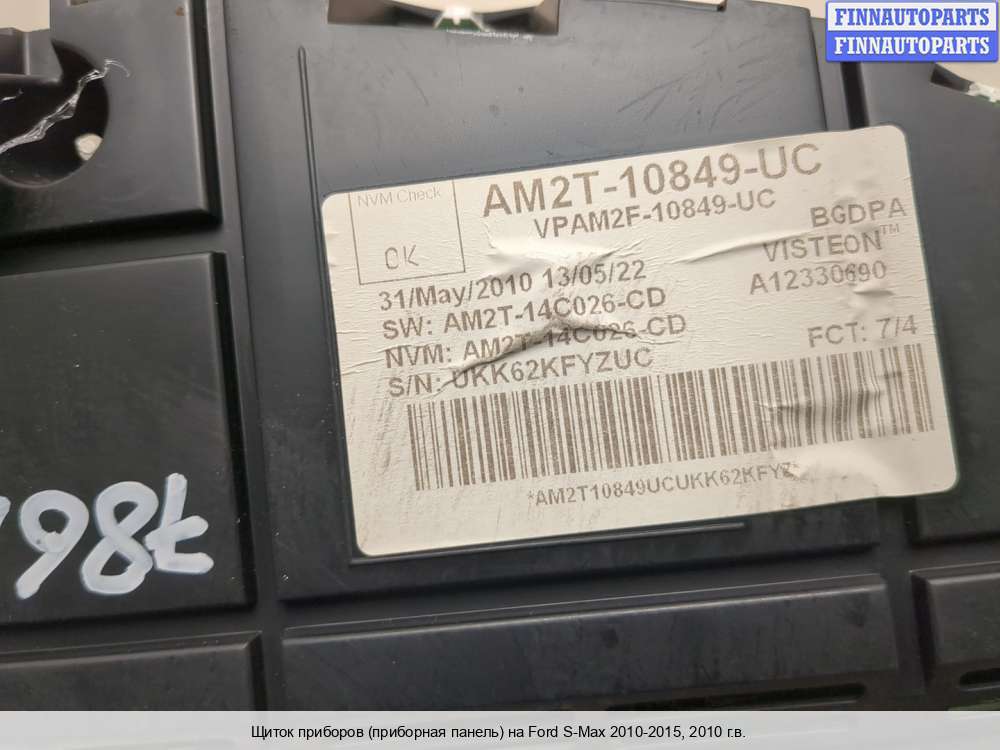 FINNAUTOPARTS
FINNAUTOPARTS
NVM Check
OK
AM2T-10849-UC
VPAM2F-10849-UC
BGDPA
VISTEON™
A12330690
31/May/2010 13/05/22
SW: AM2T-14C026-CD
NVM: AM2T-14C026-CD
FCT: 7/4
S/N: UKK62KFYZUC
*AM2T10849UCUKK62KFYZ*
Щиток приборов (приборная панель) на Ford S-Max 2010-2015, 2010 г.в.